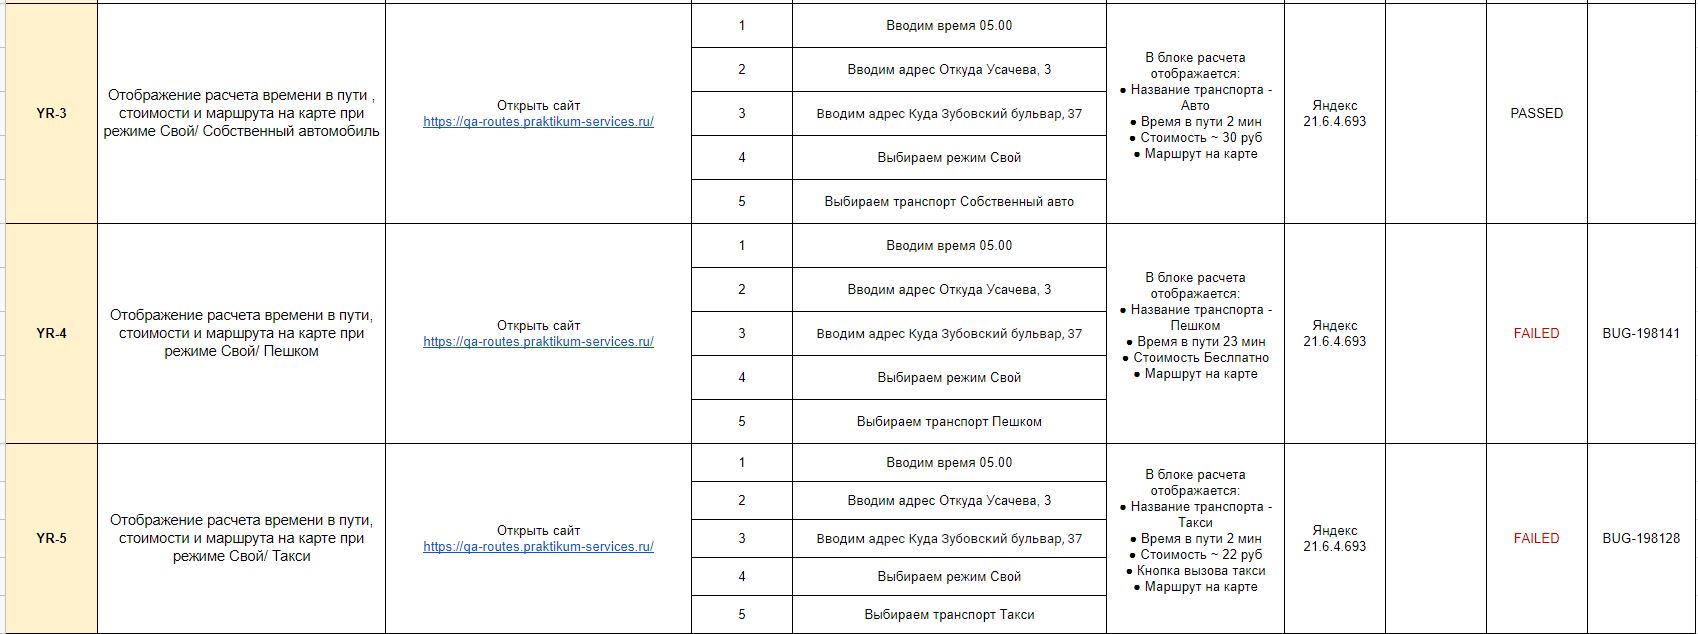 YR-3
Отображение расчета времени в пути ,
стоимости и маршрута на карте при
режиме Свой/ Собственный автомобиль
Открыть сайт
https://qa-routes.praktikum-services.ru/
1
Вводим время 05.00
2
Вводим адрес Откуда Усачева, 3
3
Вводим адрес Куда Зубовский бульвар, 37
4
Выбираем режим Свой
5
Выбираем транспорт Собственный авто
В блоке расчета
отображается:
● Название транспорта -
Авто
● Время в пути 2 мин
● Стоимость ~ 30 руб
● Маршрут на карте
Яндекс
21.6.4.693
PASSED
YR-4
Отображение расчета времени в пути,
стоимости и маршрута на карте при
режиме Свой/ Пешком
Открыть сайт
https://qa-routes.praktikum-services.ru/
1
Вводим время 05.00
2
Вводим адрес Откуда Усачева, 3
3
Вводим адрес Куда Зубовский бульвар, 37
4
Выбираем режим Свой
5
Выбираем транспорт Пешком
В блоке расчета
отображается:
● Название транспорта -
Пешком
● Время в пути 23 мин
● Стоимость Беслпатно
● Маршрут на карте
Яндекс
21.6.4.693
FAILED
BUG-198141
YR-5
Отображение расчета времени в пути,
стоимости и маршрута на карте при
режиме Свой/ Такси
Открыть сайт
https://qa-routes.praktikum-services.ru/
1
Вводим время 05.00
2
Вводим адрес Откуда Усачева, 3
3
Вводим адрес Куда Зубовский бульвар, 37
4
Выбираем режим Свой
5
Выбираем транспорт Такси
В блоке расчета
отображается:
● Название транспорта -
Такси
● Время в пути 2 мин
● Стоимость ~ 22 руб
● Кнопка вызова такси
● Маршрут на карте
Яндекс
21.6.4.693
FAILED
BUG-198128